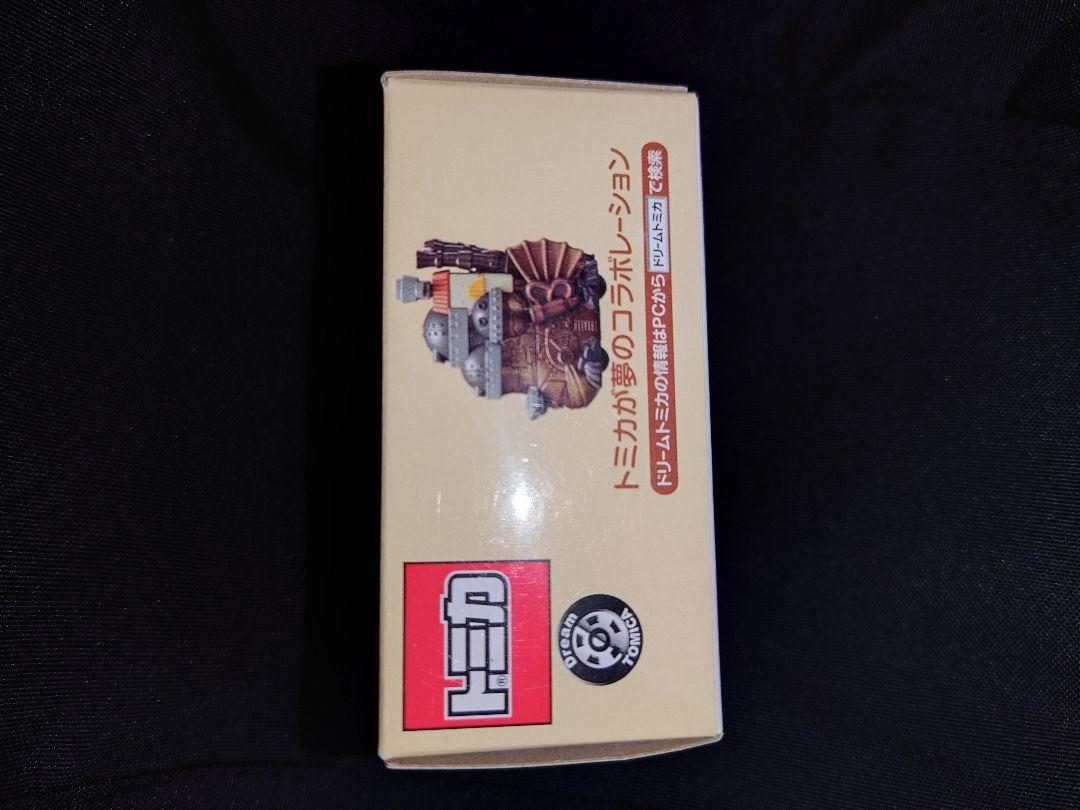 トミカ®
Dream
TOMICA
トミカが夢のコラボレーション
ドリームトミカの情報はPCから ドリームトミカ で検索